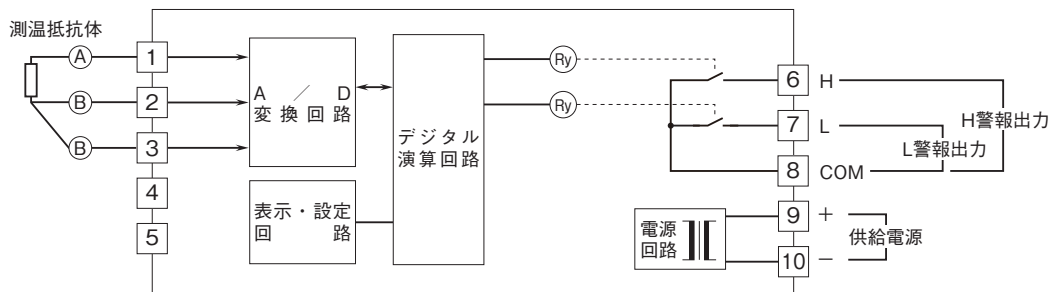 測温抵抗体
A
B
B
1
2
3
4
5
A / D
変換回路
表示・設定
回路
デジタル
演算回路
Ry
Ry
6 H
7 L
8 COM
H警報出力
L警報出力
電源
回路
9 +
10 −
供給電源